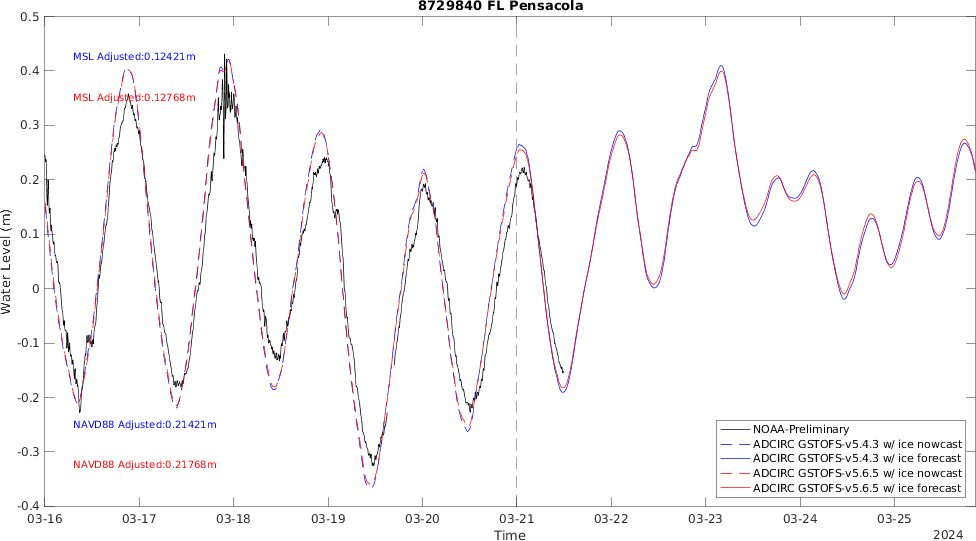 8729840 FL Pensacola
0.5
0.4
0.3
0.2
0.1
0
-0.1
-0.2
-0.3
-0.4
Water Level (m)
MSL Adjusted:0.12421m
MSL Adjusted:0.12768m
NAVD88 Adjusted:0.21421m
NAVD88 Adjusted:0.21768m
NOAA-Preliminary
ADCIRC GSTOFS-v5.4.3 w/ ice nowcast
ADCIRC GSTOFS-v5.4.3 w/ ice forecast
ADCIRC GSTOFS-v5.6.5 w/ ice nowcast
ADCIRC GSTOFS-v5.6.5 w/ ice forecast
03-16 03-17 03-18 03-19 03-20 03-21 03-22 03-23 03-24 03-25
Time
2024